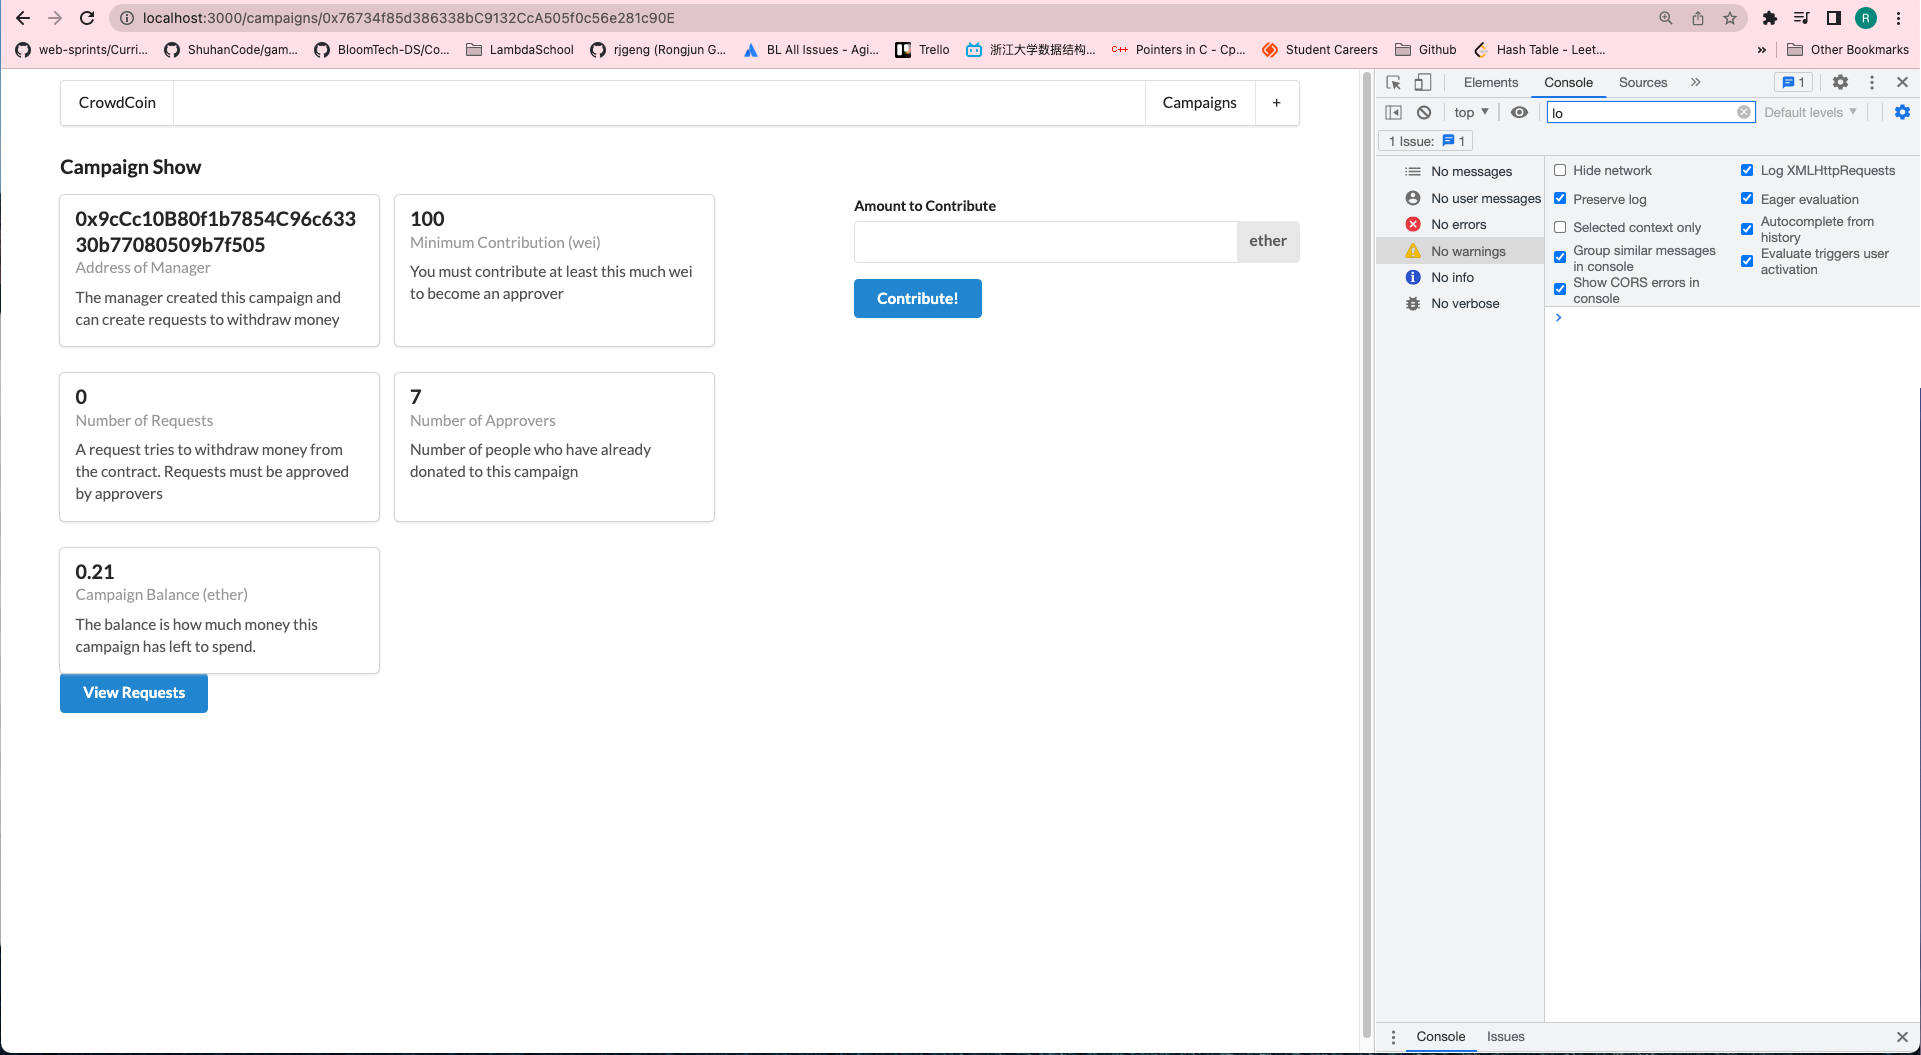 localhost:3000/campaigns/0x76734f85d386338bC9132CcA505f0c56e281c90E
R
web-sprints/Curri...
ShuhanCode/gam...
BloomTech-DS/Co...
LambdaSchool
rjgeng (Rongjun G...
BL All Issues - Agi...
Trello
浙江大学数据结构...
C++ Pointers in C - Cp...
Student Careers
Github
Hash Table - Leet...
»
Other Bookmarks
CrowdCoin
Campaigns
+
Campaign Show
0x9cCc10B80f1b7854C96c633
30b77080509b7f505
Address of Manager
The manager created this campaign and
can create requests to withdraw money
100
Minimum Contribution (wei)
You must contribute at least this much wei
to become an approver
0
Number of Requests
A request tries to withdraw money from
the contract. Requests must be approved
by approvers
7
Number of Approvers
Number of people who have already
donated to this campaign
0.21
Campaign Balance (ether)
The balance is how much money this
campaign has left to spend.
View Requests
Amount to Contribute
ether
Contribute!
Elements
Console
Sources
»
1
top
lo
Default levels
1 Issue: 1
No messages
No user messages
No errors
No warnings
No info
No verbose
Hide network
Preserve log
Selected context only
Group similar messages
in console
Show CORS errors in
console
Log XMLHttpRequests
Eager evaluation
Autocomplete from
history
Evaluate triggers user
activation
Console
Issues